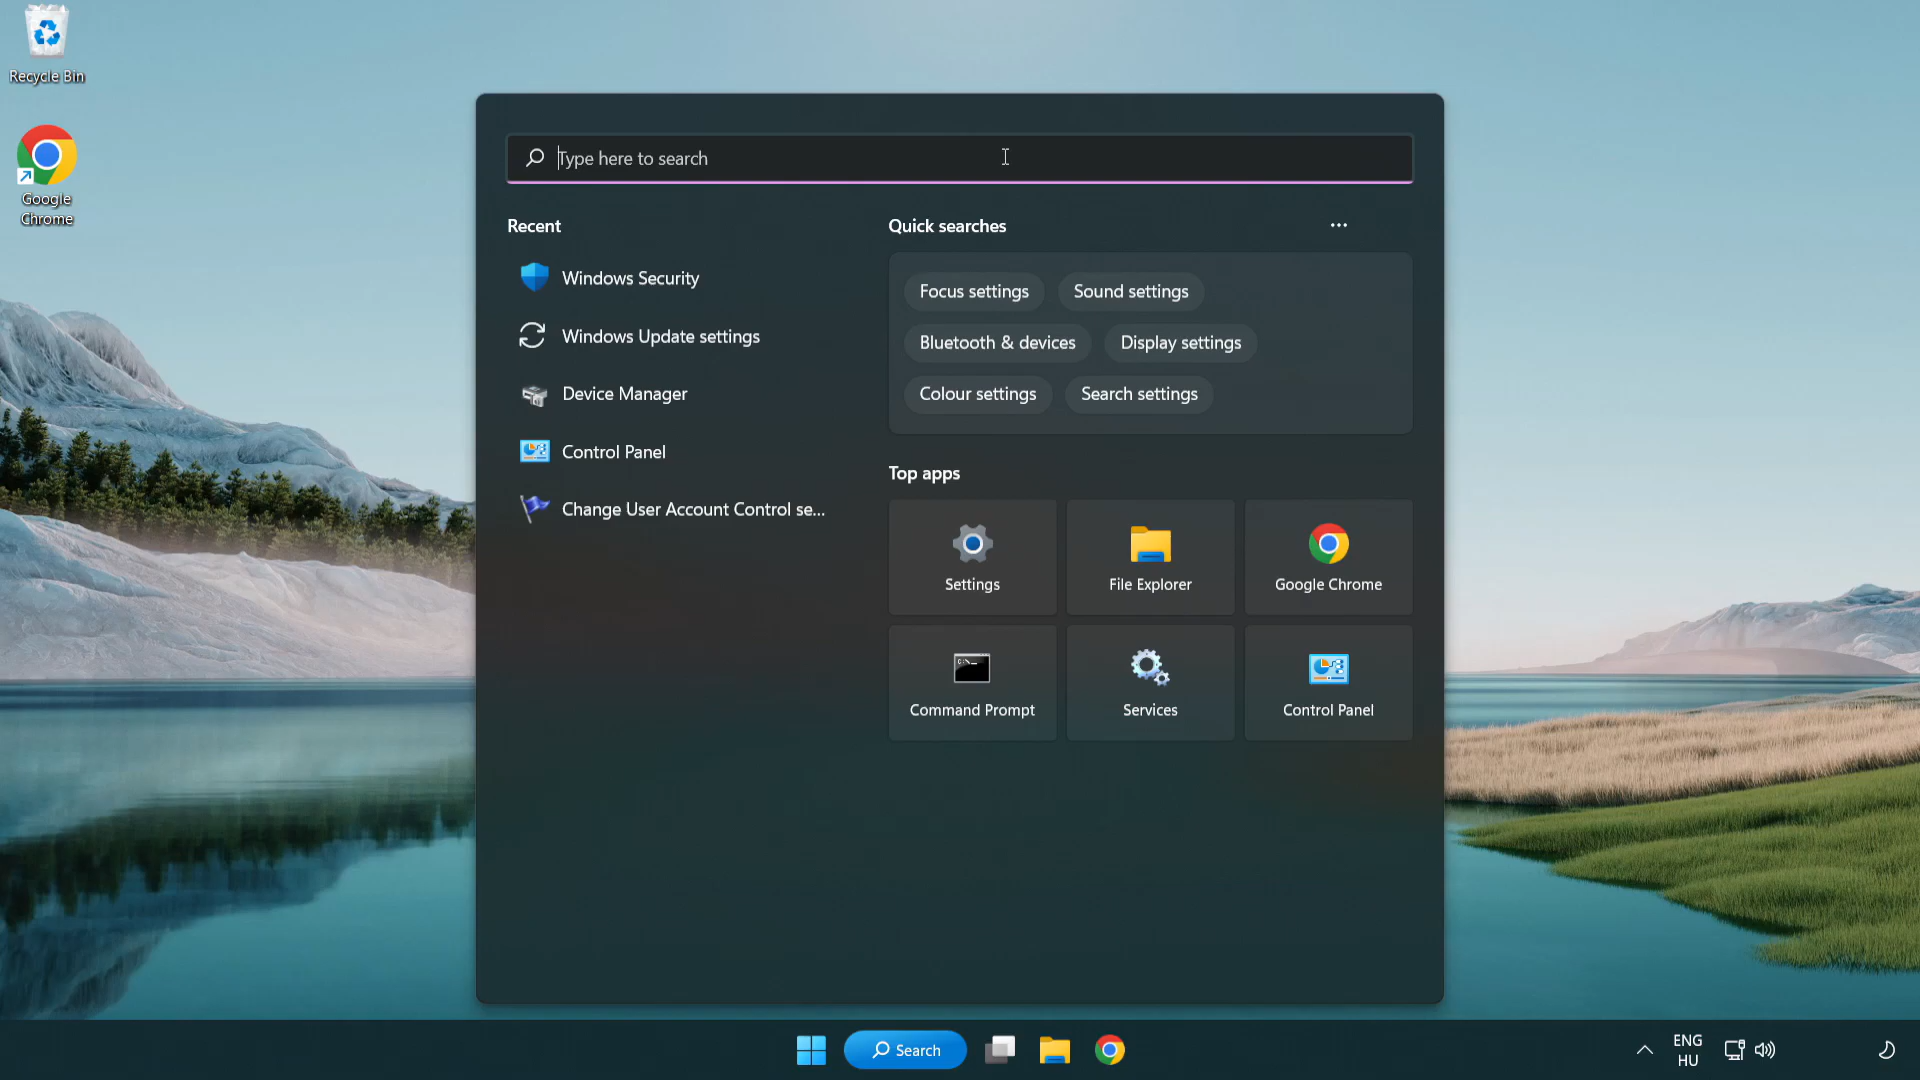 Recycle Bin
Google
Chrome
Type here to search
Recent
Windows Security
Windows Update settings
Device Manager
Control Panel
Change User Account Control se...
Quick searches
Focus settings
Sound settings
Bluetooth & devices
Display settings
Colour settings
Search settings
Top apps
Settings
File Explorer
Google Chrome
Command Prompt
Services
Control Panel
Search
ENG
HU